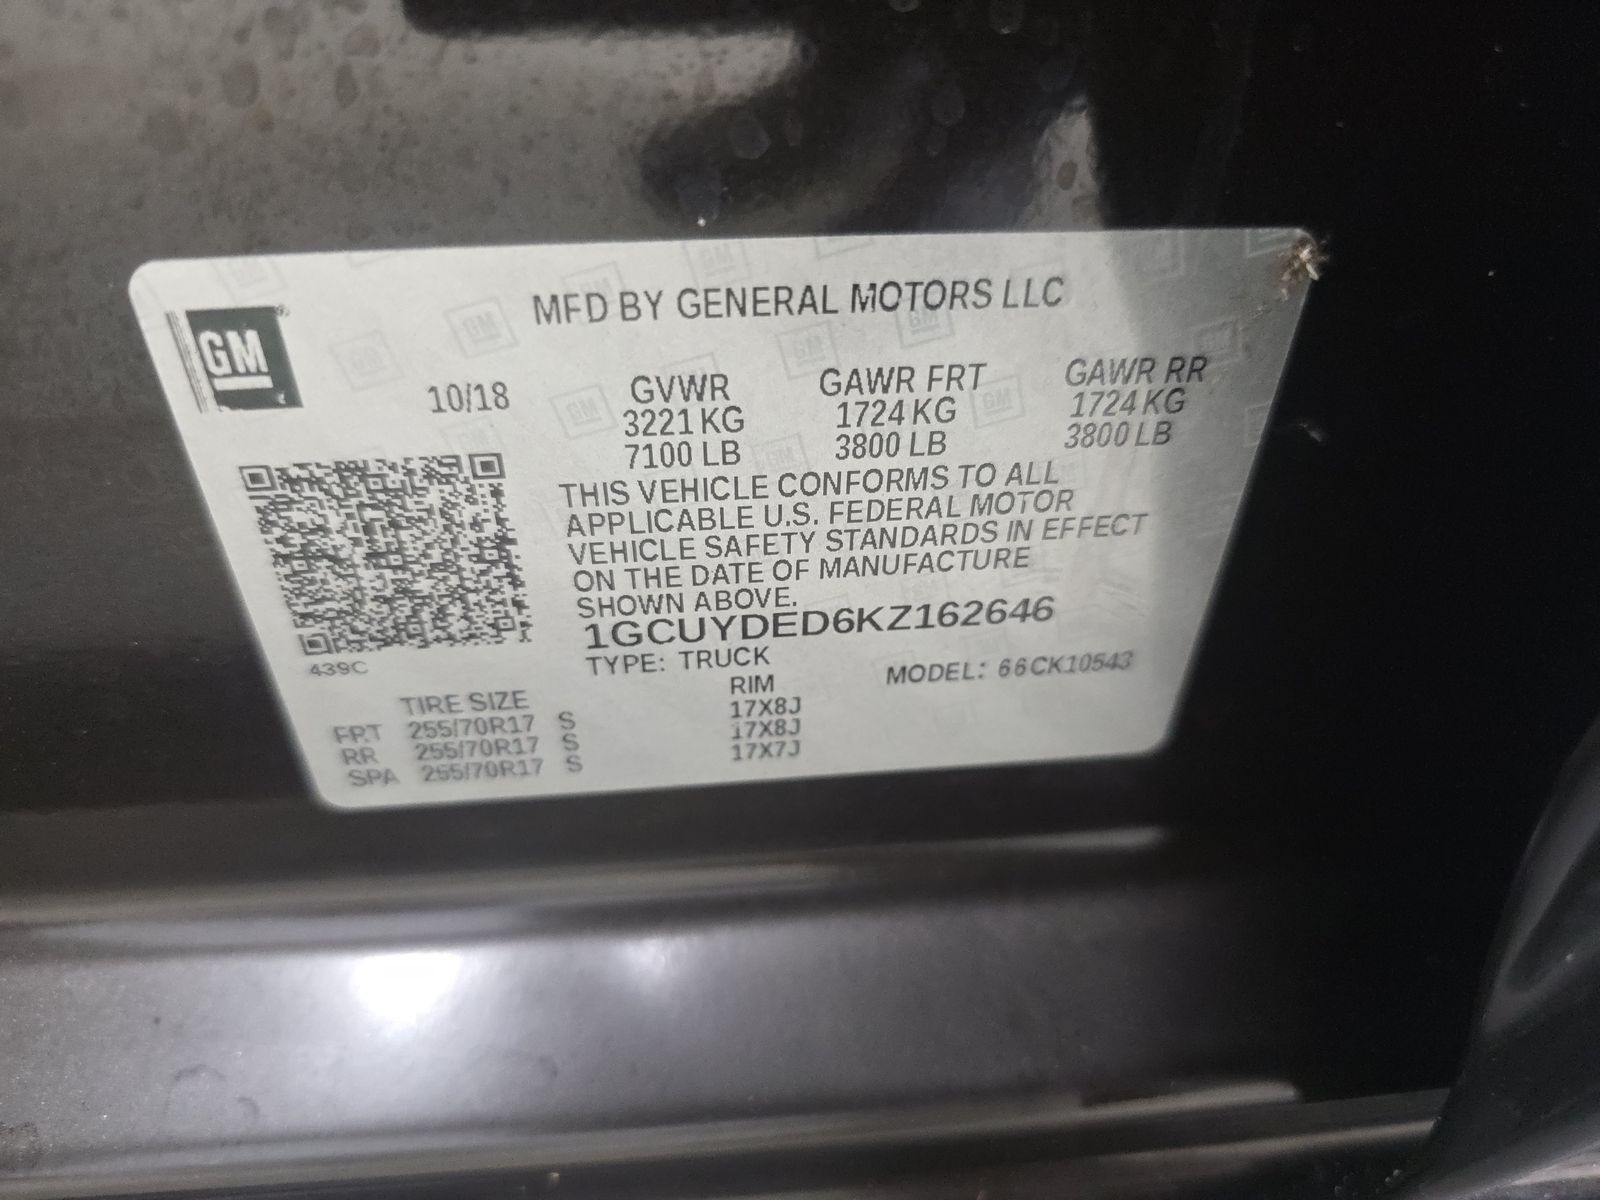 MFD BY GENERAL MOTORS LLC
GM
10/18 GVWR GAWR FRT GAWR RR
3221 KG 1724 KG 1724 KG
7100 LB 3800 LB 3800 LB
THIS VEHICLE CONFORMS TO ALL
APPLICABLE U.S. FEDERAL MOTOR
VEHICLE SAFETY STANDARDS IN EFFECT
ON THE DATE OF MANUFACTURE
SHOWN ABOVE.
1GCUYDED6KZ162646
439C
TYPE: TRUCK MODEL: 66CK10543
TIRE SIZE RIM
FRT 255/70R17 S 17X8J
RR 255/70R17 S 17X8J
SPA 255/70R17 S 17X7J